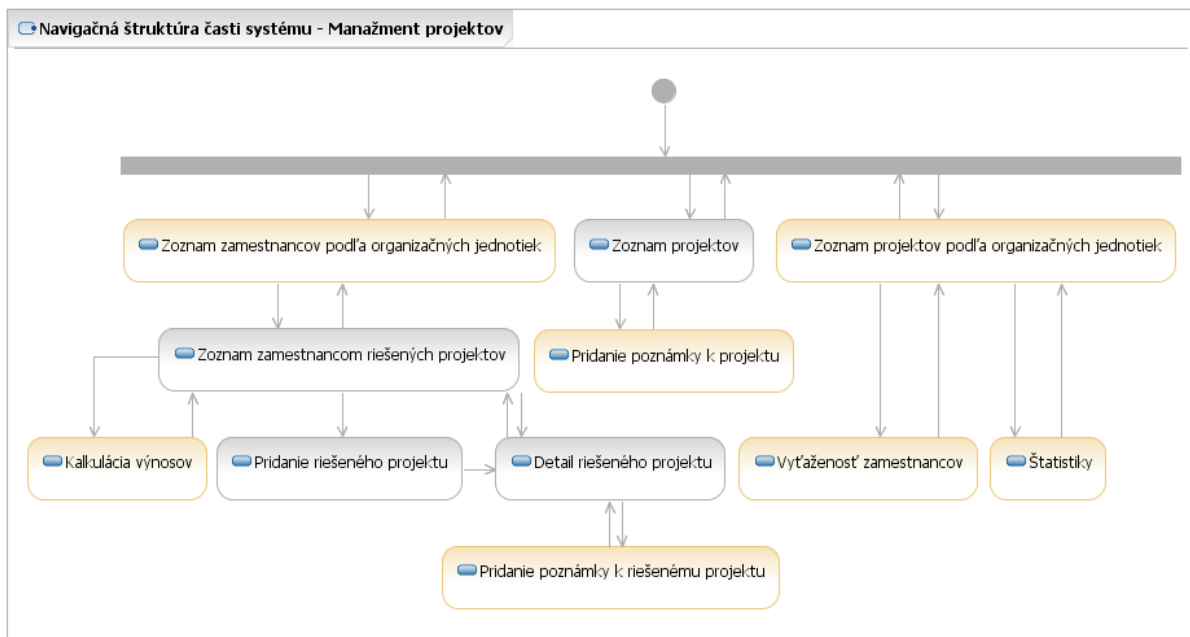 Navigačná štruktúra časti systému - Manažment projektov
Zoznam zamestnancov podľa organizačných jednotiek
Zoznam projektov
Zoznam projektov podľa organizačných jednotiek
Zoznam zamestnancom riešených projektov
Pridanie poznámky k projektu
Kalkulácia výnosov
Pridanie riešeného projektu
Detail riešeného projektu
Vyťaženosť zamestnancov
Štatistiky
Pridanie poznámky k riešenému projektu